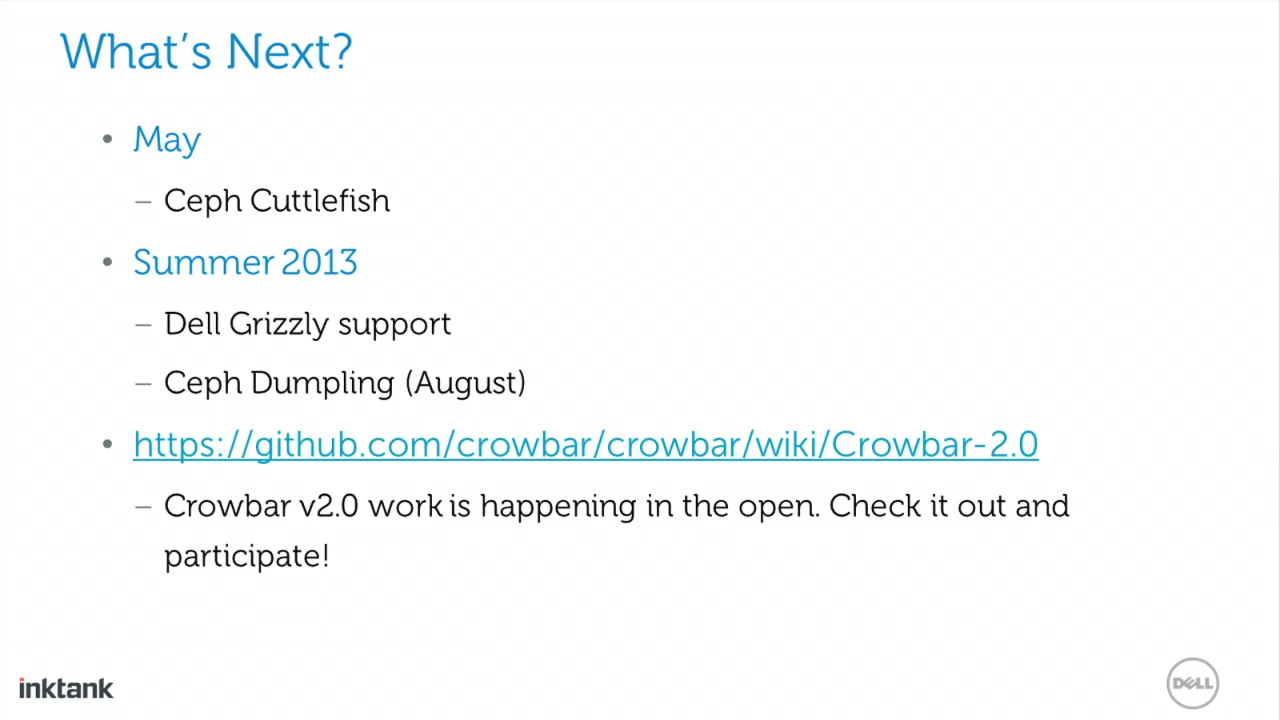 What's Next?
• May
– Ceph Cuttlefish
• Summer 2013
– Dell Grizzly support
– Ceph Dumpling (August)
• https://github.com/crowbar/crowbar/wiki/Crowbar-2.0
– Crowbar v2.0 work is happening in the open. Check it out and
participate!
inktank
DELL